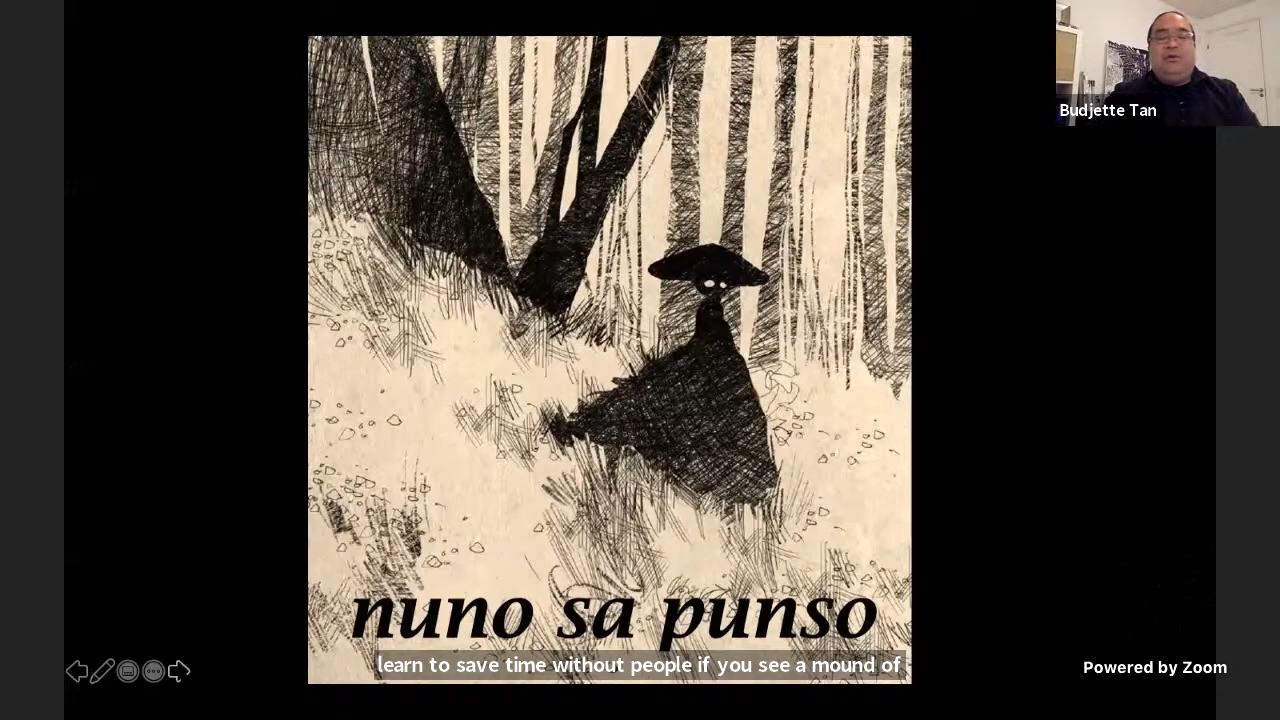 Budjette Tan
nuno sa punso
learn to save time without people if you see a mound of
Powered by Zoom